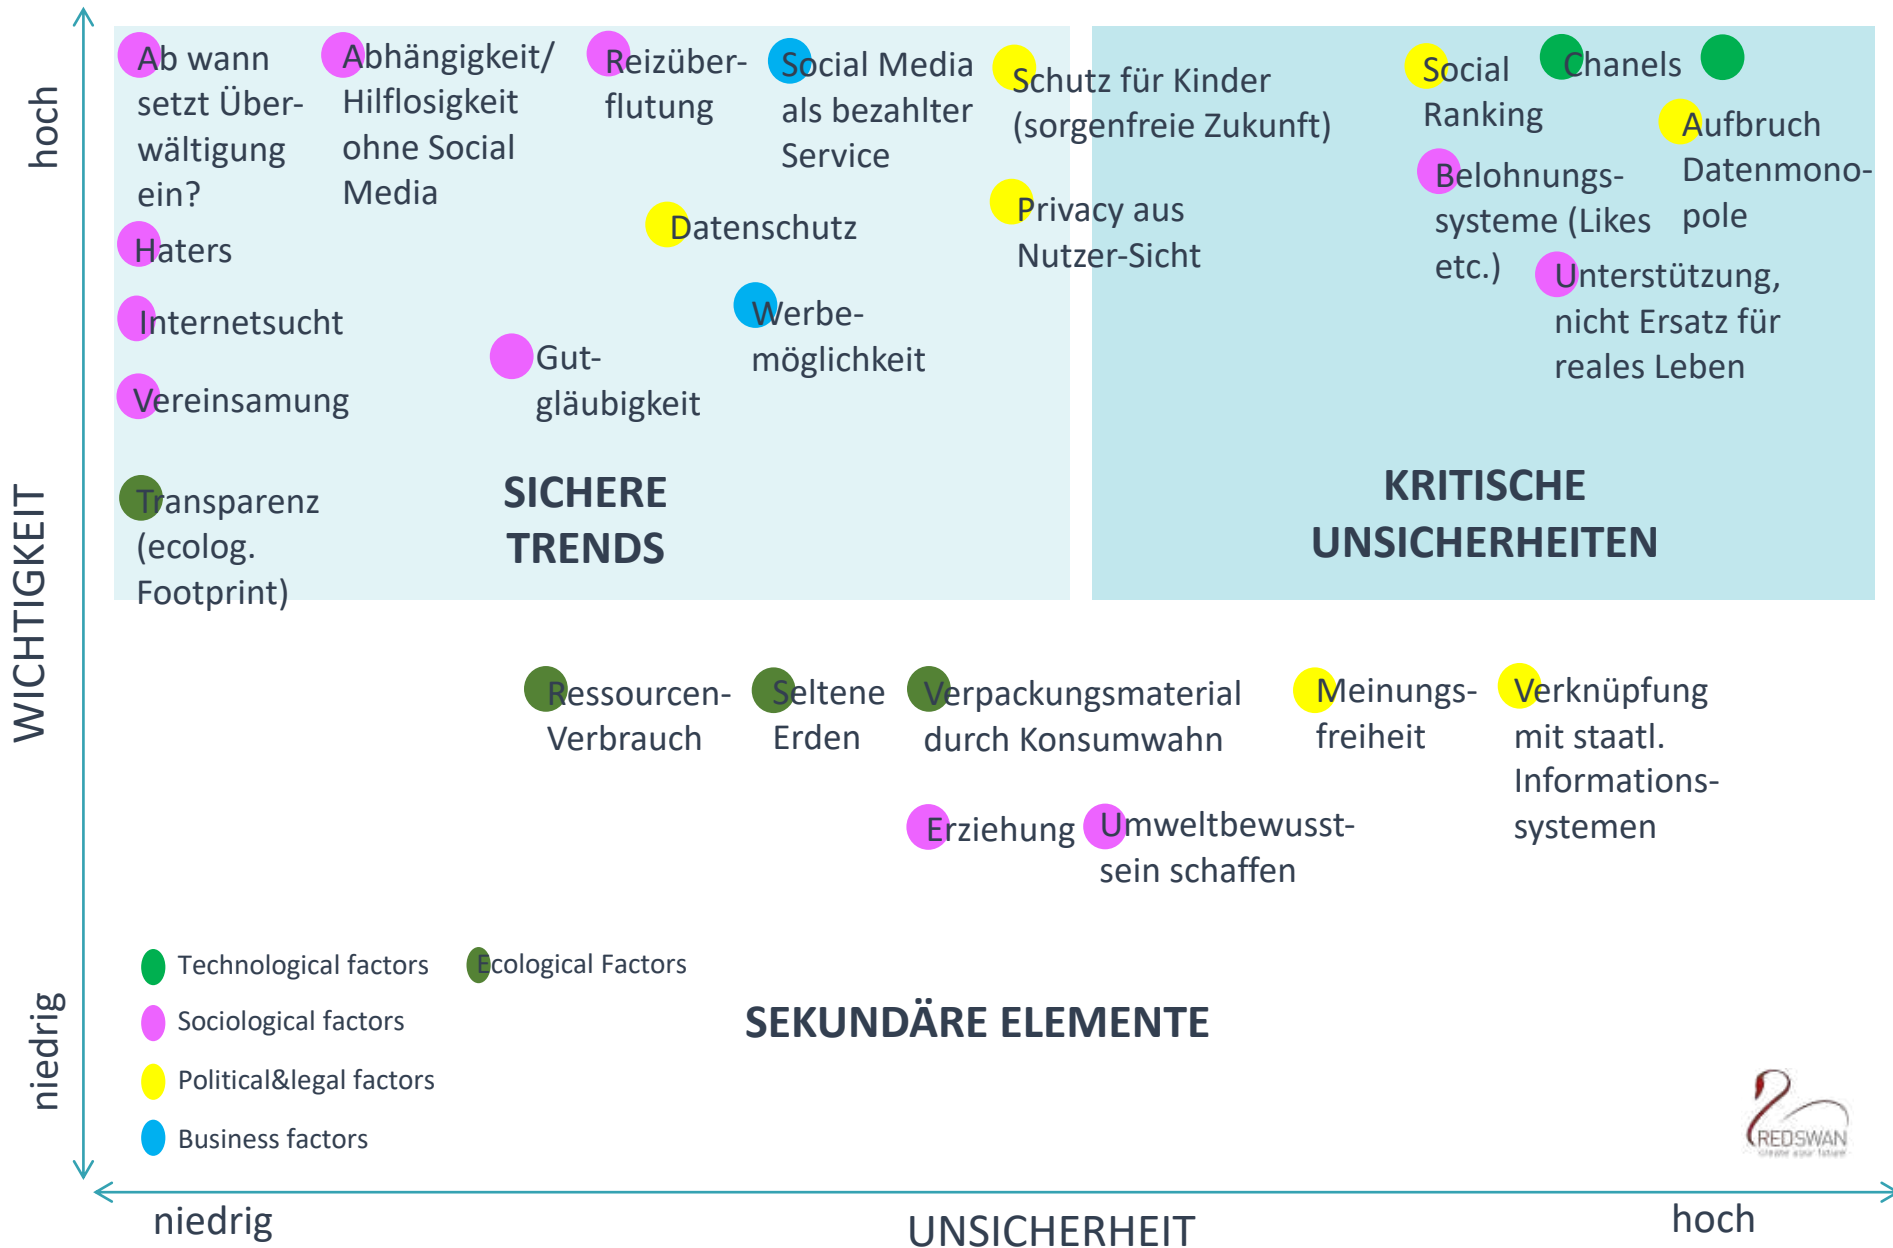 hoch
WICHTIGKEIT
niedrig
Ab wann
setzt Über-
wältigung
ein?
Abhängigkeit/
Hilflosigkeit
ohne Social
Media
Reizüber-
flutung
Social Media
als bezahlter
Service
Schutz für Kinder
(sorgenfreie Zukunft)
Haters
Datenschutz
Privacy aus
Nutzer-Sicht
Internetsucht
Werbe-
möglichkeit
Gut-
gläubigkeit
Vereinsamung
Transparenz
(ecolog.
Footprint)
SICHERE
TRENDS
Social
Ranking
Chanels
Aufbruch
Datenmono-
pole
Belohnungs-
systeme (Likes
etc.)
Unterstützung,
nicht Ersatz für
reales Leben
KRITISCHE
UNSICHERHEITEN
Ressourcen-
Verbrauch
Seltene
Erden
Verpackungsmaterial
durch Konsumwahn
Meinungs-
freiheit
Verknüpfung
mit staatl.
Informations-
systemen
Erziehung
Umweltbewusst-
sein schaffen
Technological factors
Ecological Factors
Sociological factors
Political&legal factors
Business factors
SEKUNDÄRE ELEMENTE
REDSWAN
create your future
niedrig
UNSICHERHEIT
hoch